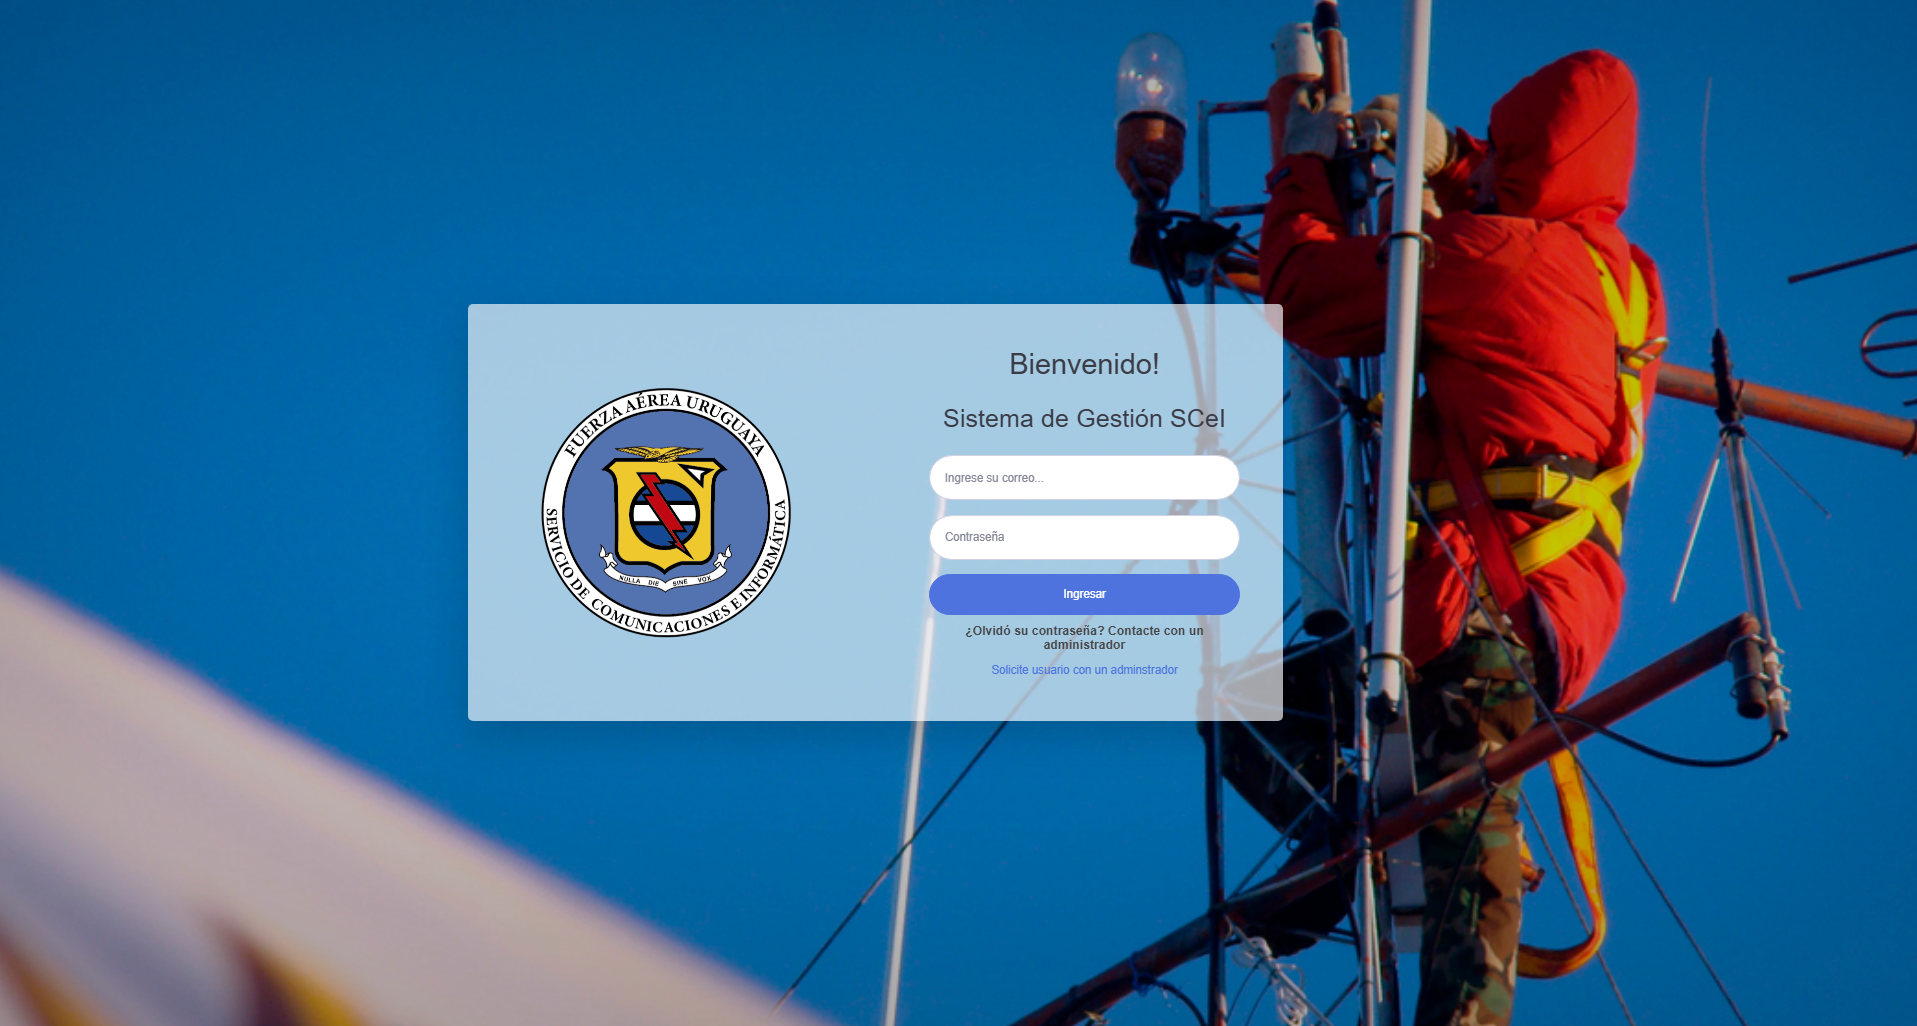 FUERZA AÉREA URUGUAYA
NULLA DIE SINE VOX
SERVICIO DE COMUNICACIONES E INFORMÁTICA
Bienvenido!
Sistema de Gestión SCeI
Ingrese su correo...
Contraseña
Ingresar
¿Olvidó su contraseña? Contacte con un
administrador
Solicite usuario con un adminstrador